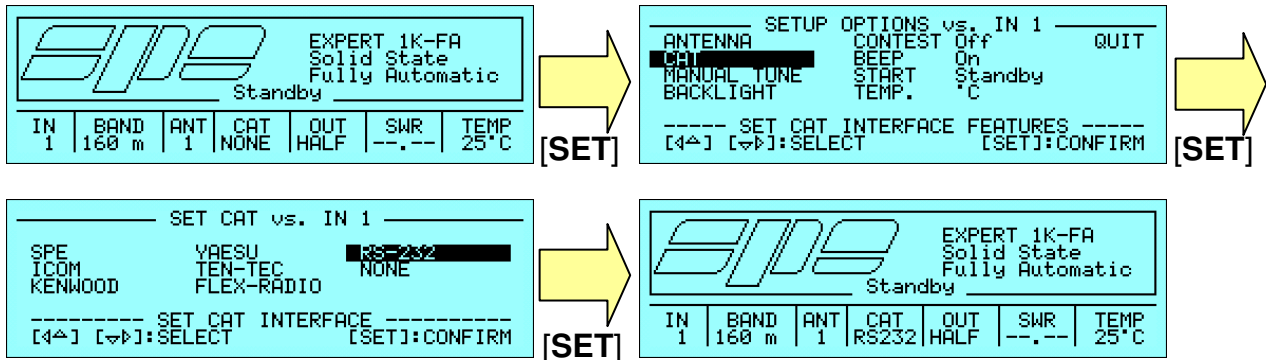 spe
EXPERT 1K-FA
Solid State
Fully Automatic
Standby
IN BAND ANT CAT OUT SWR TEMP
1 160 m 1 NONE HALF --.-- 25°C
[SET]
SETUP OPTIONS vs. IN 1
ANTENNA CONTEST Off QUIT
CAT BEEP On
MANUAL TUNE START Standby
BACKLIGHT TEMP. °C
----- SET CAT INTERFACE FEATURES -----
[◁△] [▽▷]:SELECT [SET]:CONFIRM
[SET]
SET CAT vs. IN 1
SPE YAESU RS-232
ICOM TEN-TEC NONE
KENWOOD FLEX-RADIO
--------- SET CAT INTERFACE ----------
[◁△] [▽▷]:SELECT [SET]:CONFIRM
[SET]
spe
EXPERT 1K-FA
Solid State
Fully Automatic
Standby
IN BAND ANT CAT OUT SWR TEMP
1 160 m 1 RS232 HALF --.-- 25°C